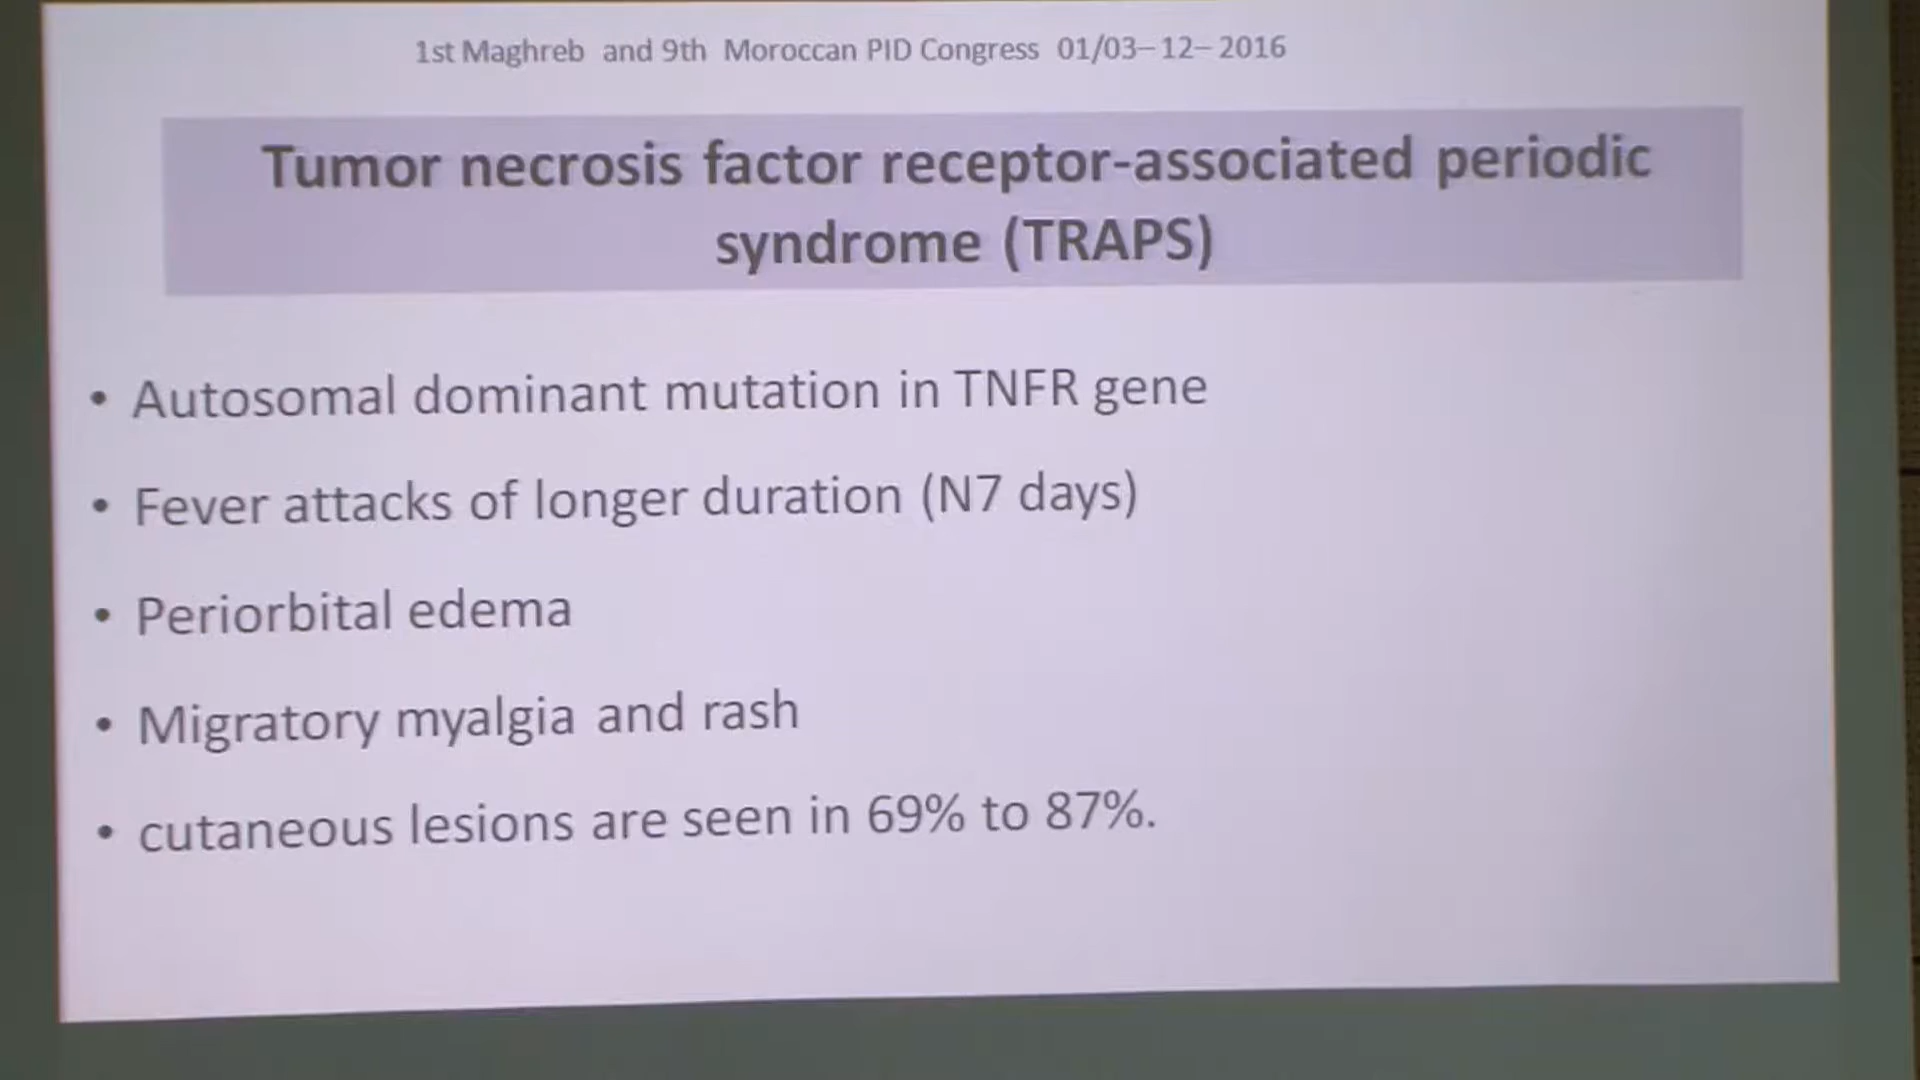 1st Maghreb and 9th Moroccan PID Congress 01/03–12–2016
Tumor necrosis factor receptor-associated periodic
syndrome (TRAPS)
• Autosomal dominant mutation in TNFR gene
• Fever attacks of longer duration (N7 days)
• Periorbital edema
• Migratory myalgia and rash
• cutaneous lesions are seen in 69% to 87%.